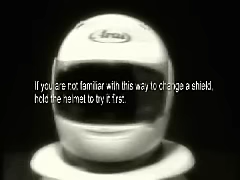 Arai
If you are not familiar with this way to change a shield,
hold the helmet to try it first.